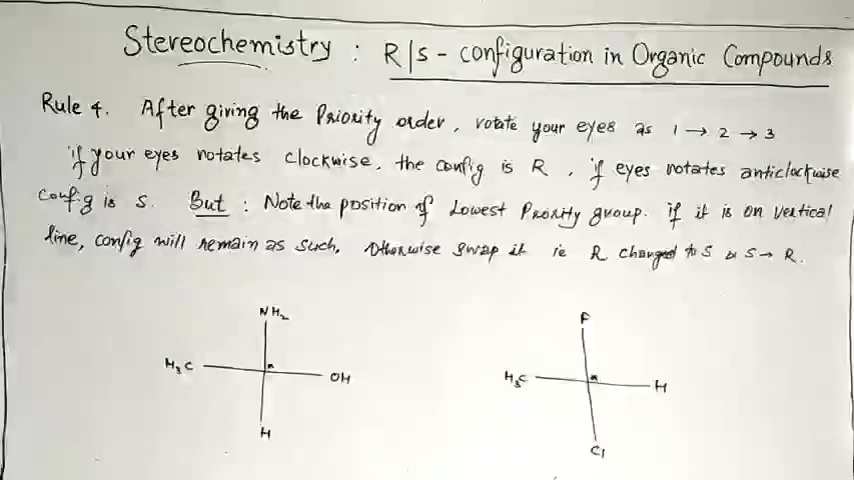 Stereochemistry : R/S - configuration in Organic Compounds
Rule 4. After giving the Priority order, rotate your eyes as 1 → 2 → 3
if your eyes rotates clockwise, the config is R, if eyes rotates anticlockwise
config is S. But : Note the position of Lowest Priority group. if it is on vertical
line, config will remain as such, Otherwise swap it ie R changed to S & S → R.
NH₂
H₃C * OH
H
F
H₃C * H
Cl